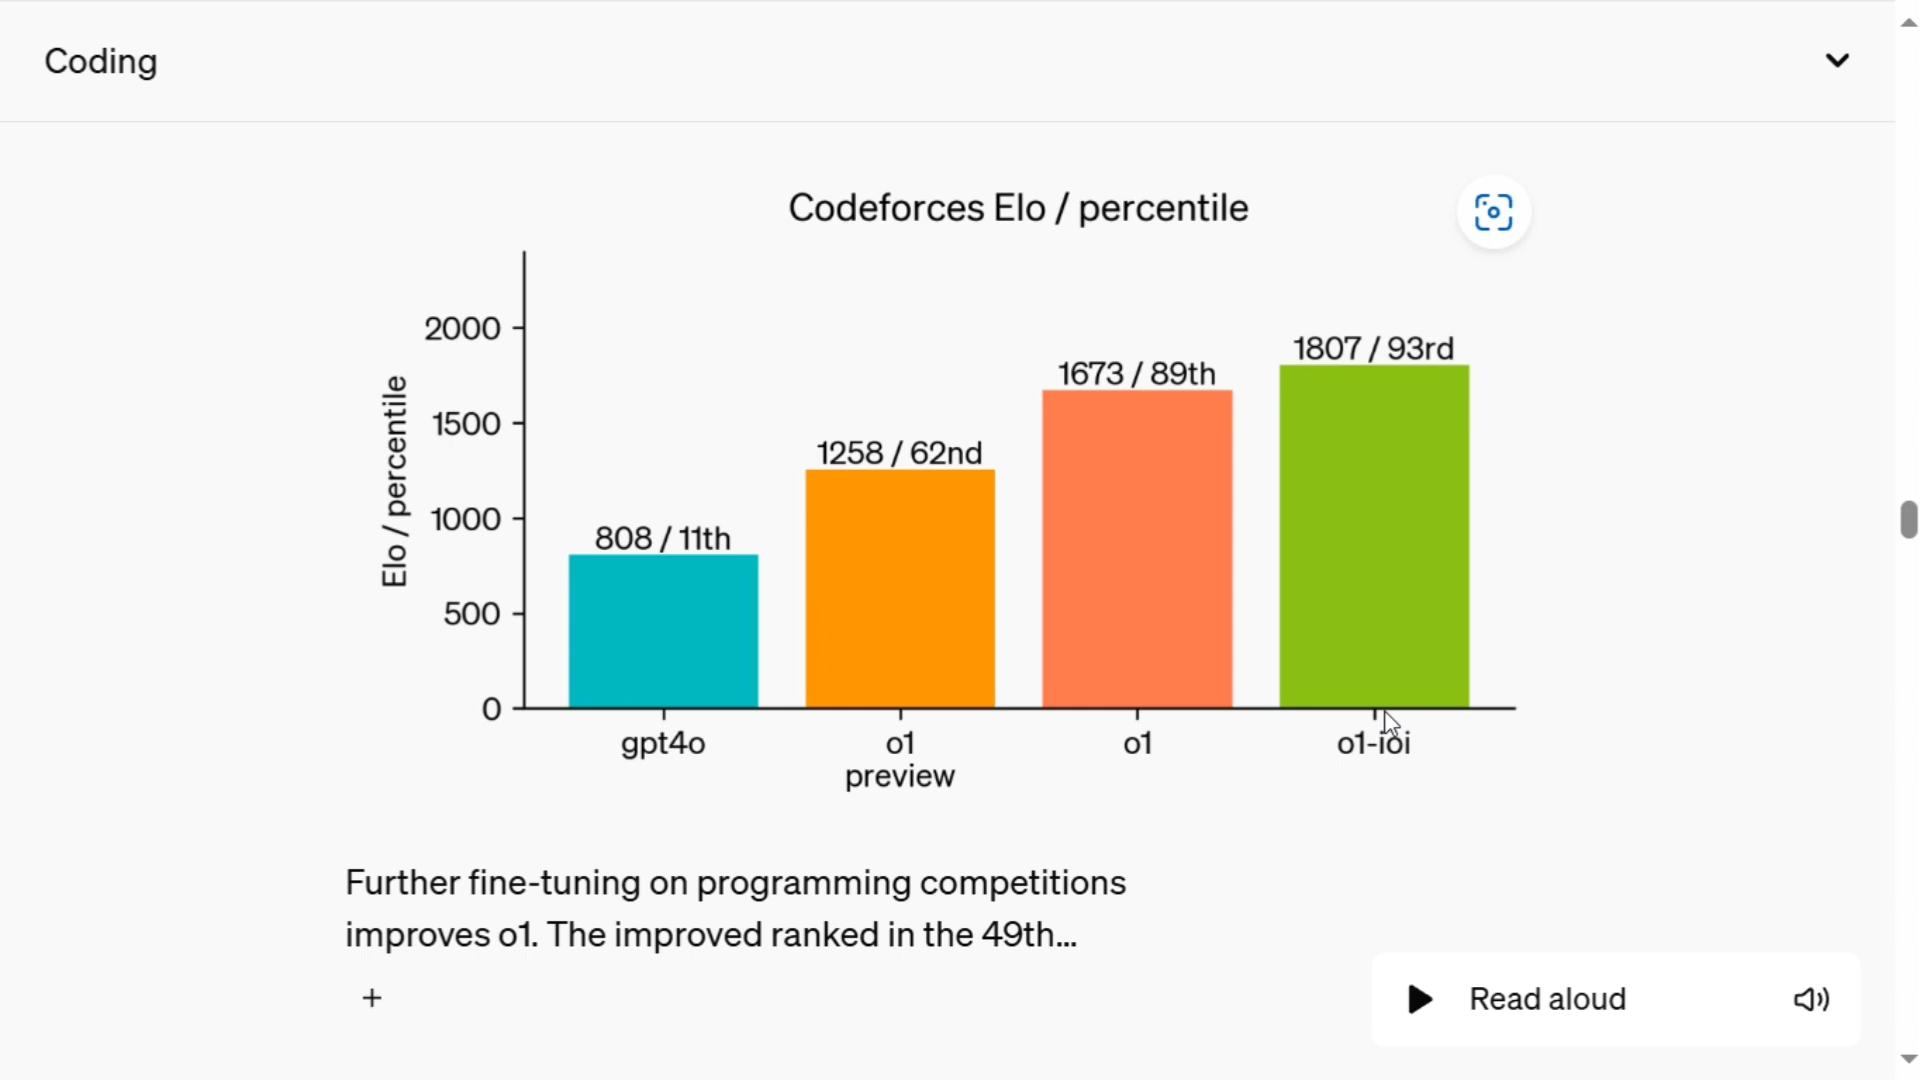 Coding
Codeforces Elo / percentile
Elo / percentile
2000
1500
1000
500
0
808 / 11th
1258 / 62nd
1673 / 89th
1807 / 93rd
gpt4o
o1
preview
o1
o1-ioi
Further fine-tuning on programming competitions
improves o1. The improved ranked in the 49th...
+
Read aloud